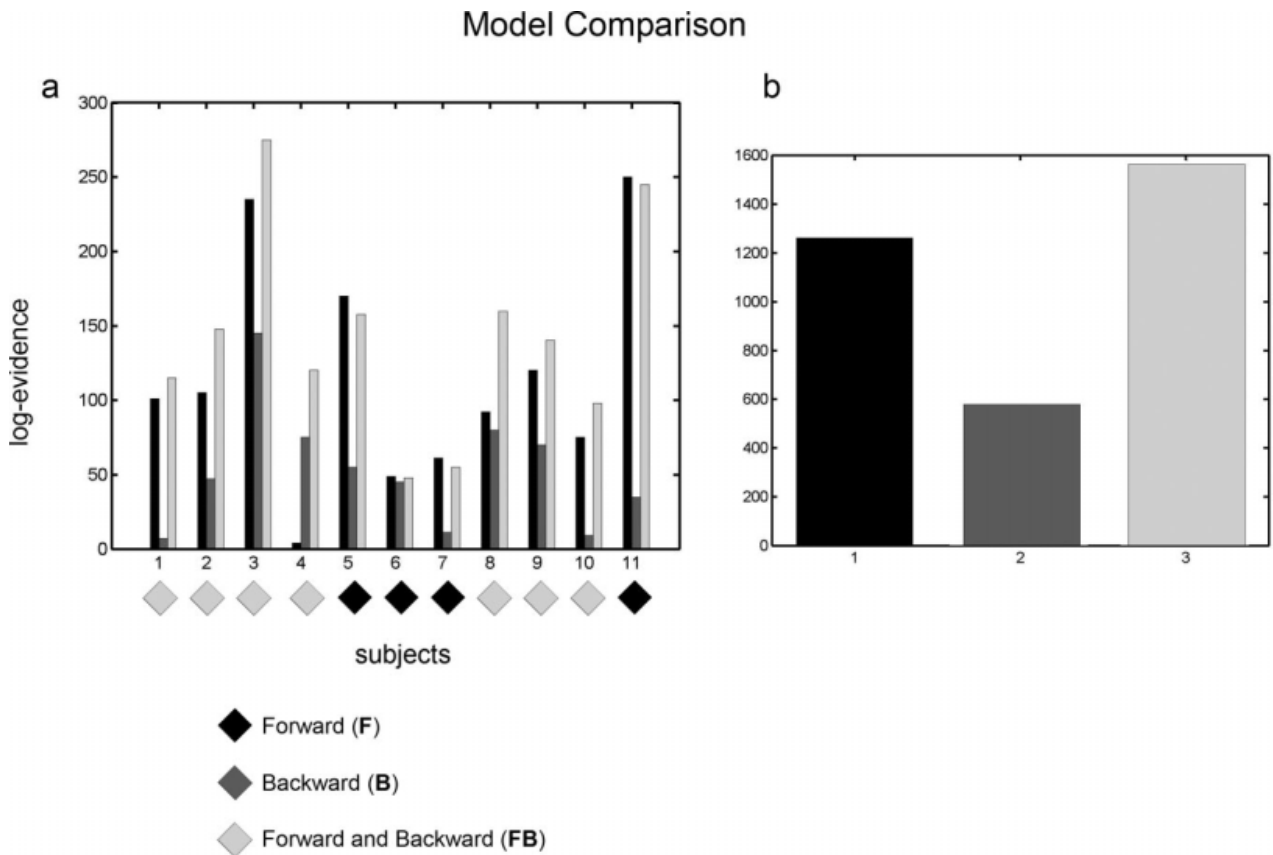 Model Comparison
a
300
250
200
150
100
50
0
log-evidence
1 2 3 4 5 6 7 8 9 10 11
subjects
b
1600
1400
1200
1000
800
600
400
200
0
1 2 3
Forward (F)
Backward (B)
Forward and Backward (FB)